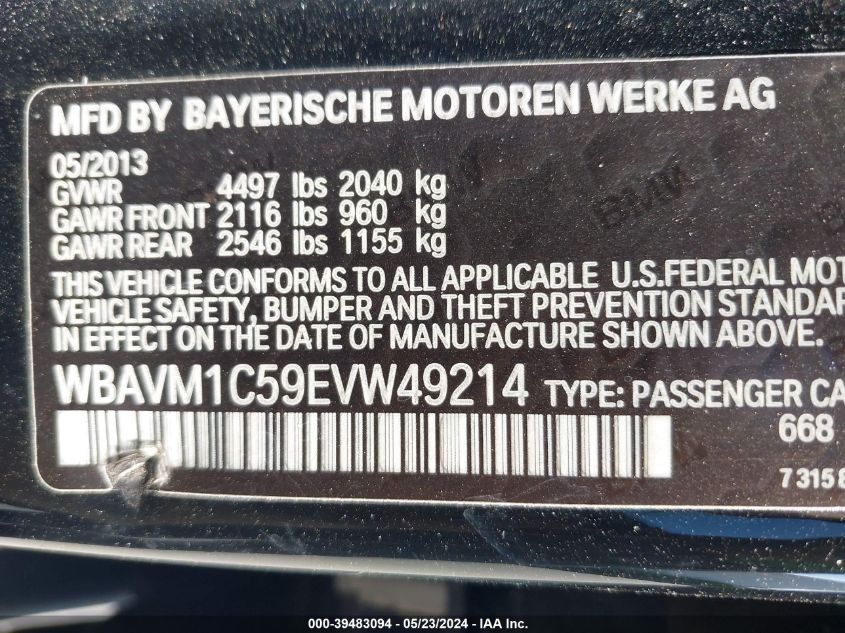 MFD BY BAYERISCHE MOTOREN WERKE AG
05/2013
GVWR 4497 lbs 2040 kg
GAWR FRONT 2116 lbs 960 kg
GAWR REAR 2546 lbs 1155 kg
THIS VEHICLE CONFORMS TO ALL APPLICABLE U.S.FEDERAL MOT
VEHICLE SAFETY, BUMPER AND THEFT PREVENTION STANDAR
IN EFFECT ON THE DATE OF MANUFACTURE SHOWN ABOVE.
WBAVM1C59EVW49214 TYPE: PASSENGER CA
668
7315 8
000-39483094 - 05/23/2024 - IAA Inc.